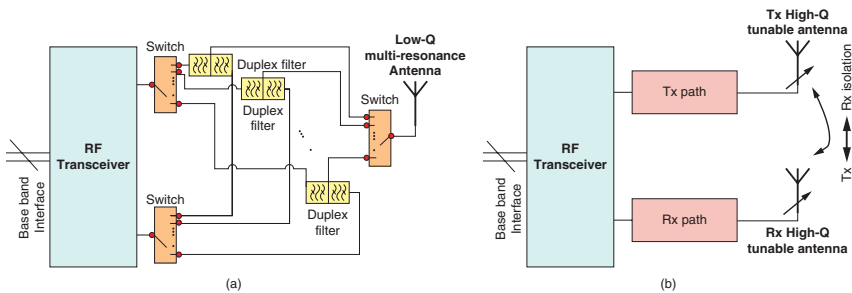 Switch
Low-Q
multi-resonance
Antenna
Duplex filter
Duplex
filter
Switch
RF
Transceiver
Base band
Interface
Switch
Duplex
filter
(a)
Tx High-Q
tunable antenna
Tx path
RF
Transceiver
Tx Rx isolation
Base band
Interface
Rx path
Rx High-Q
tunable antenna
(b)